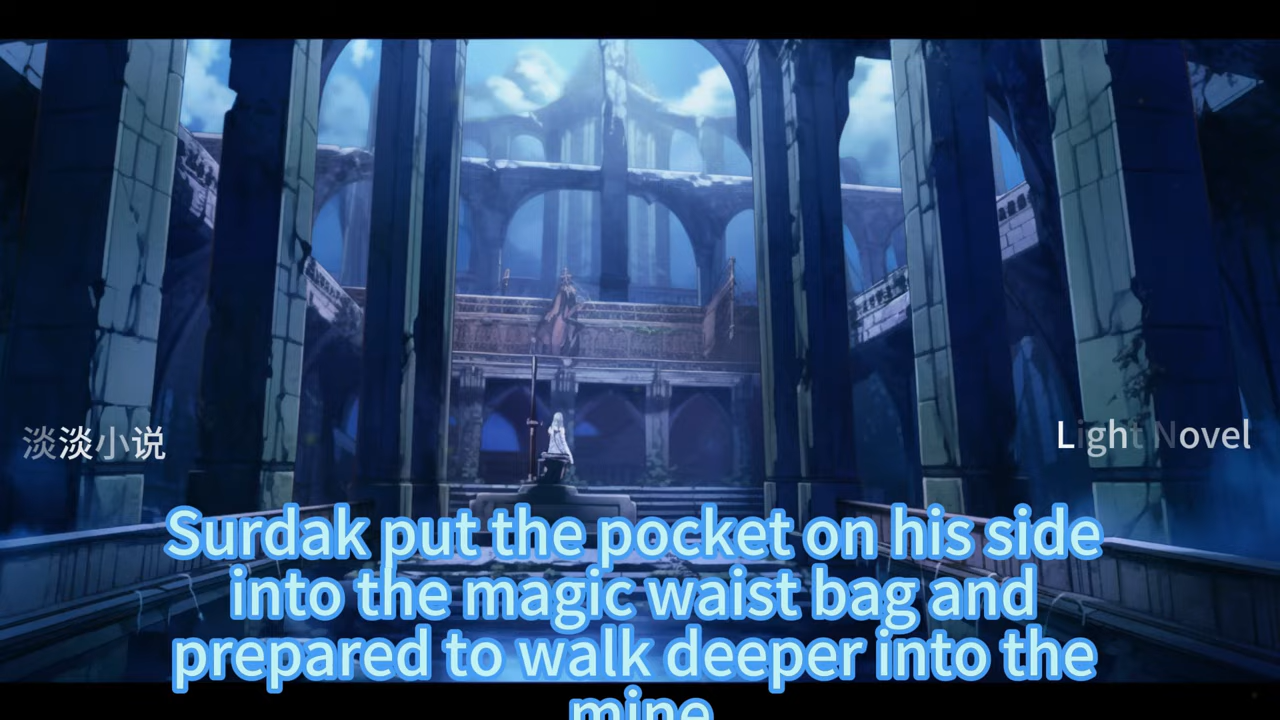 淡淡小说
Light Novel
Surdak put the pocket on his side
into the magic waist bag and
prepared to walk deeper into the
mine